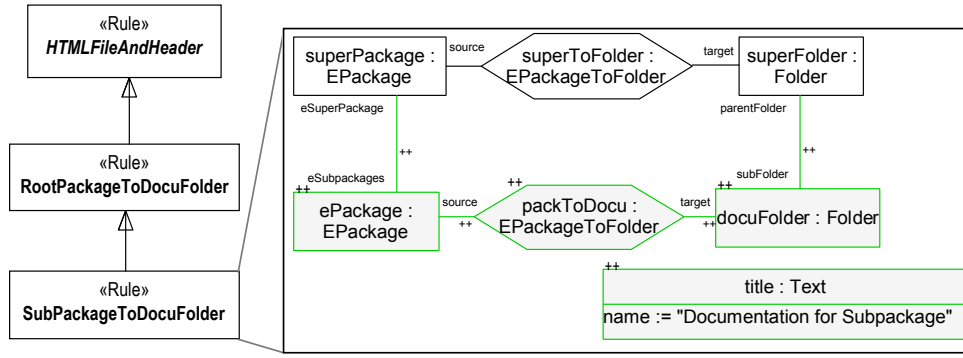 «Rule»
HTMLFileAndHeader
«Rule»
RootPackageToDocuFolder
«Rule»
SubPackageToDocuFolder
superPackage :
EPackage
source
superToFolder :
EPackageToFolder
target
superFolder :
Folder
eSuperPackage
parentFolder
++
++
eSubpackages
subFolder
++
ePackage :
EPackage
source
++
++
packToDocu :
EPackageToFolder
target
++
++
docuFolder : Folder
++
title : Text
name := "Documentation for Subpackage"